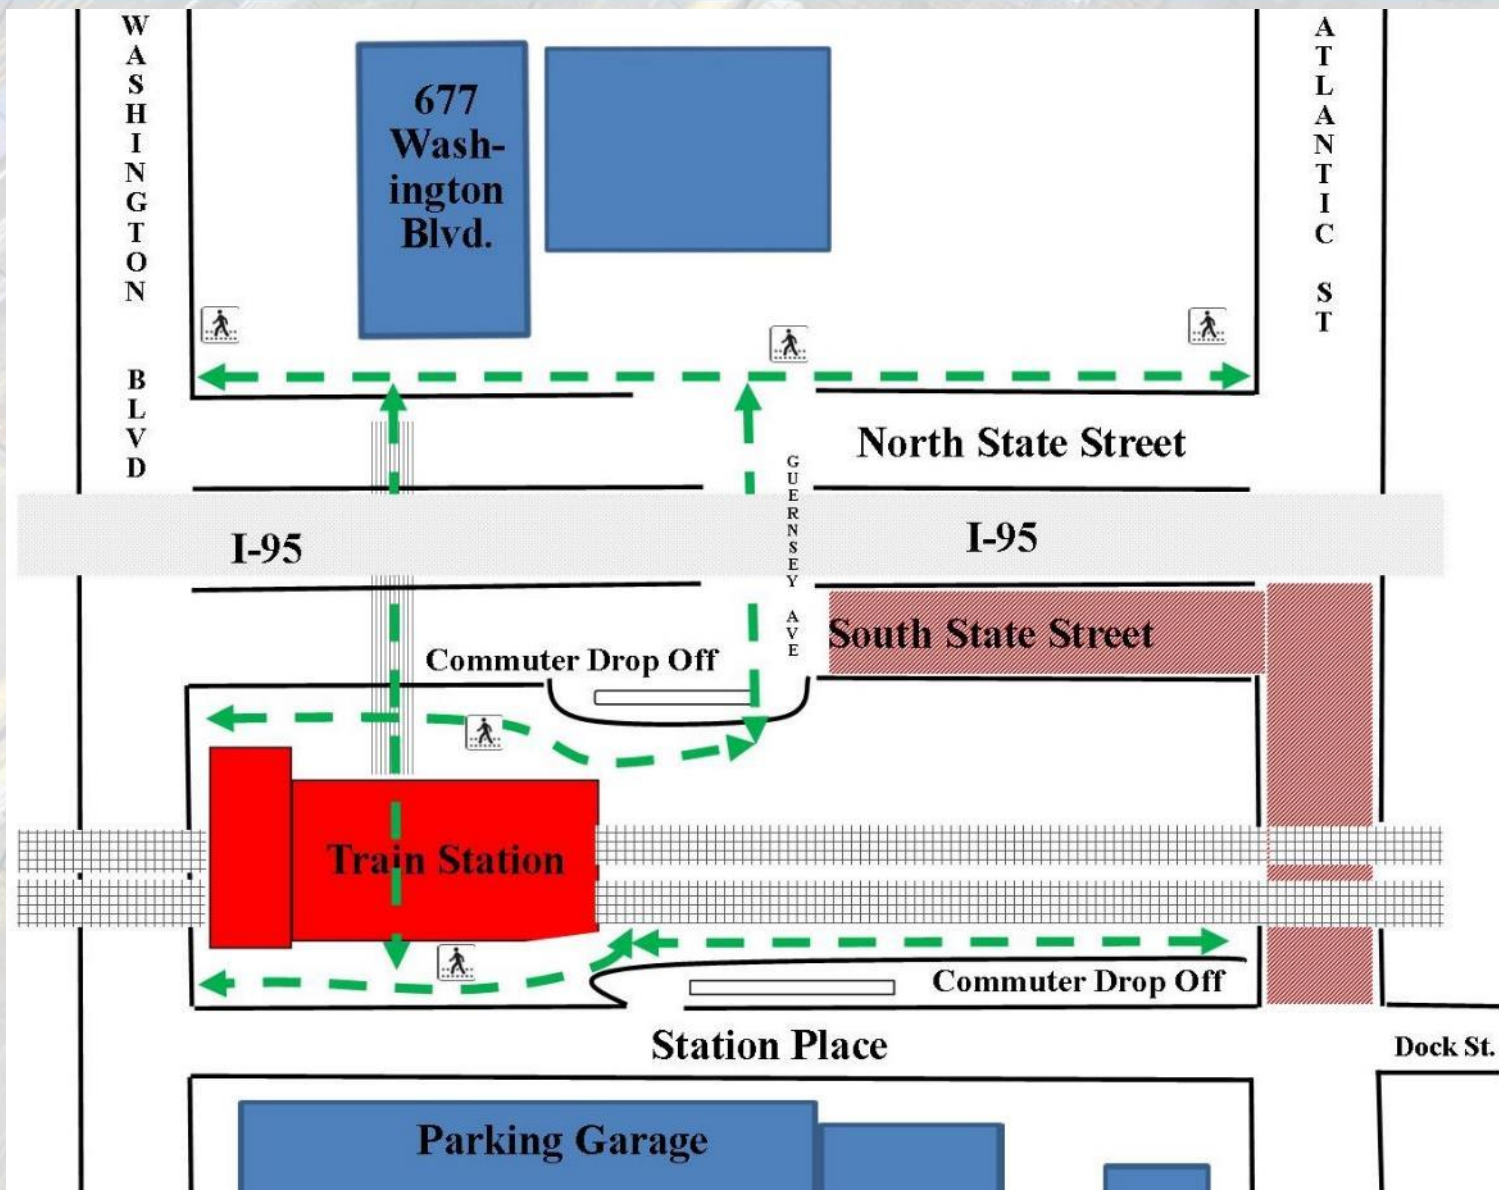 WASHINGTON BLVD
ATLANTIC ST
677
Wash-
ington
Blvd.
North State Street
GUERNSEY AVE
I-95
I-95
South State Street
Commuter Drop Off
Train Station
Commuter Drop Off
Station Place
Dock St.
Parking Garage